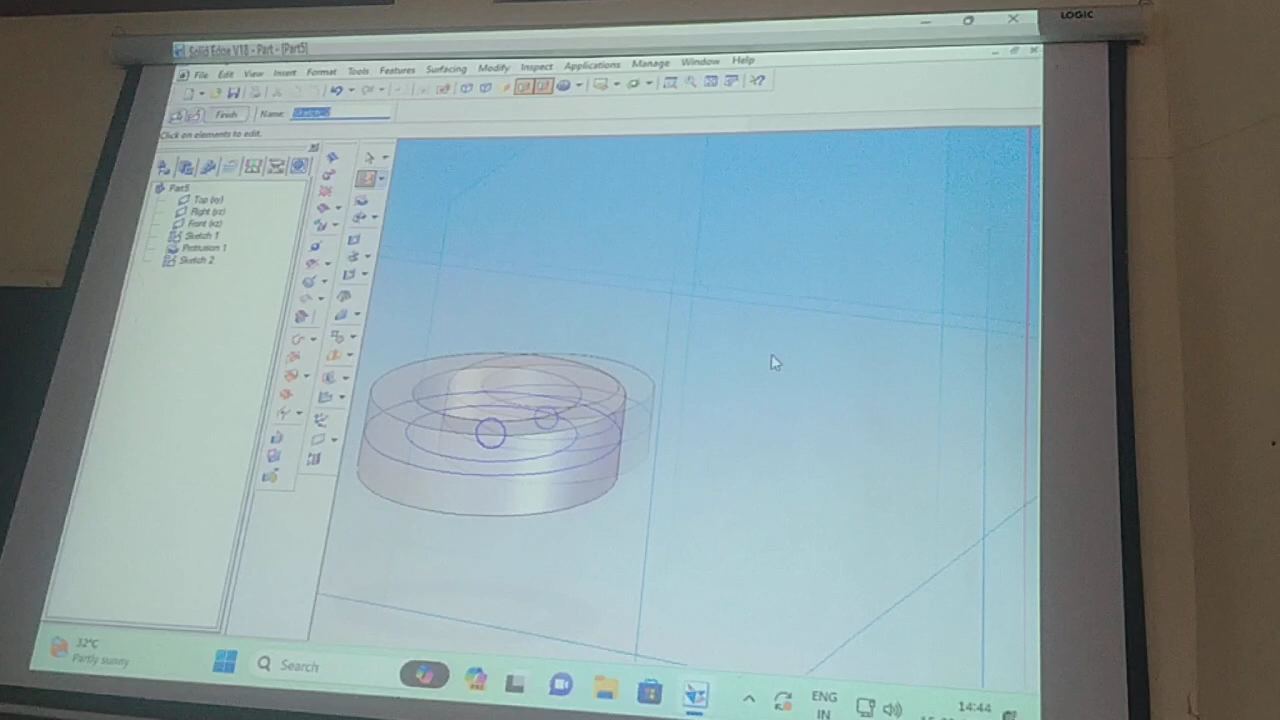 LOGIC
Solid Edge V18 - Part - [Part5]
File Edit View Insert Format Tools Features Surfacing Modify Inspect Applications Manage Window Help
Finish Name:
Click on elements to edit.
Part5
Top (xy)
Right (yz)
Front (xz)
Sketch 1
Protrusion 1
Sketch 2
32°C
Partly sunny
Search
ENG
IN
14:44